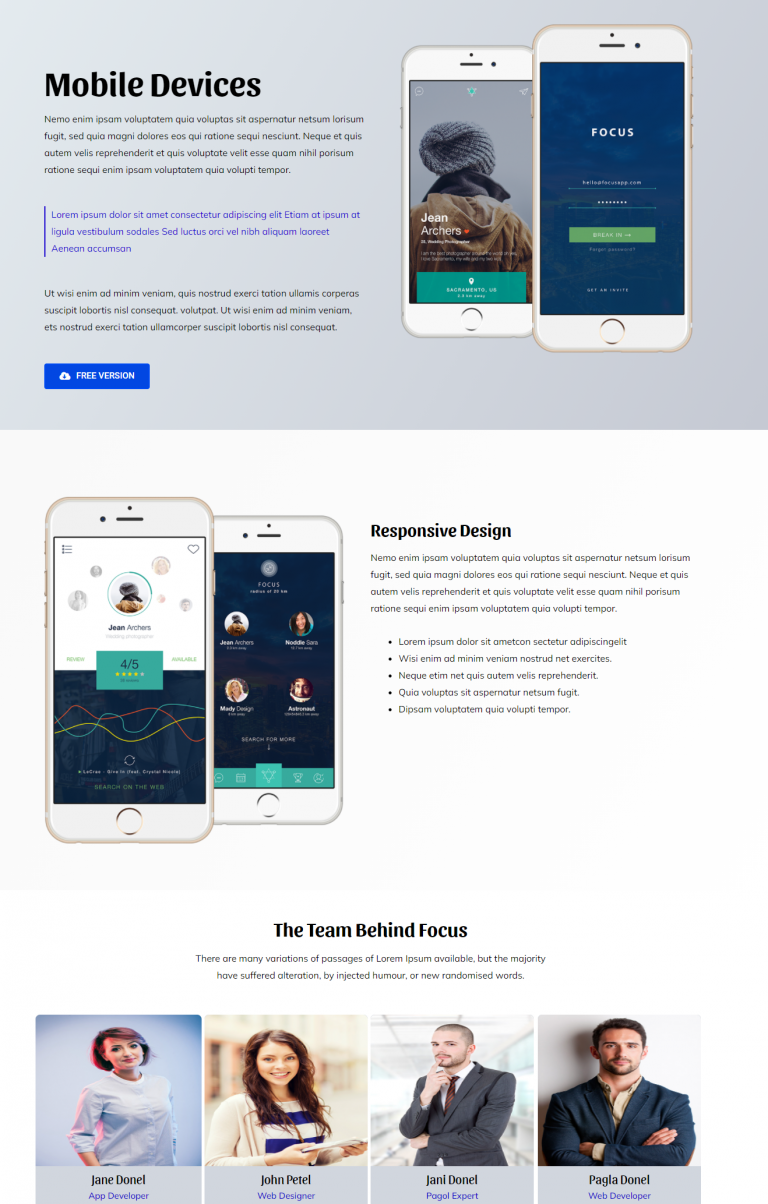 Mobile Devices
Nemo enim ipsam voluptatem quia voluptas sit aspernatur netsum lorisum
fugit, sed quia magni dolores eos qui ratione sequi nesciunt. Neque et quis
autem velis reprehenderit et quis voluptate velit esse quam nihil porisum
ratione sequi enim ipsam voluptatem quia volupti tempor.
Lorem ipsum dolor sit amet consectetur adipiscing elit Etiam at ipsum at
ligula vestibulum sodales Sed luctus orci vel nibh aliquam laoreet
Aenean accumsan
Ut wisi enim ad minim veniam, quis nostrud exerci tation ullamis corperas
suscipit lobortis nisl consequat. volutpat. Ut wisi enim ad minim veniam,
ets nostrud exerci tation ullamcorper suscipit lobortis nisl consequat.
FREE VERSION
Jean
Archers
SACRAMENTO, US
FOCUS
hello@focusapp.com
BREAK IN →
Forgot password?
GET AN INVITE
Jean Archers
Wedding photographer
REVIEW
4/5
AVAILABLE
SEARCH ON THE WEB
FOCUS
radius of 20 km
Jean Archers
Noddie Sara
Mady Design
Astronaut
SEARCH FOR MORE
↓
Responsive Design
Nemo enim ipsam voluptatem quia voluptas sit aspernatur netsum lorisum
fugit, sed quia magni dolores eos qui ratione sequi nesciunt. Neque et quis
autem velis reprehenderit et quis voluptate velit esse quam nihil porisum
ratione sequi enim ipsam voluptatem quia volupti tempor.
• Lorem ipsum dolor sit ametcon sectetur adipiscingelit
• Wisi enim ad minim veniam nostrud net exercites.
• Neque etim net quis autem velis reprehenderit.
• Quia voluptas sit aspernatur netsum fugit.
• Dipsam voluptatem quia volupti tempor.
The Team Behind Focus
There are many variations of passages of Lorem Ipsum available, but the majority
have suffered alteration, by injected humour, or new randomised words.
Jane Donel
App Developer
John Petel
Web Designer
Jani Donel
Pagol Expert
Pagla Donel
Web Developer